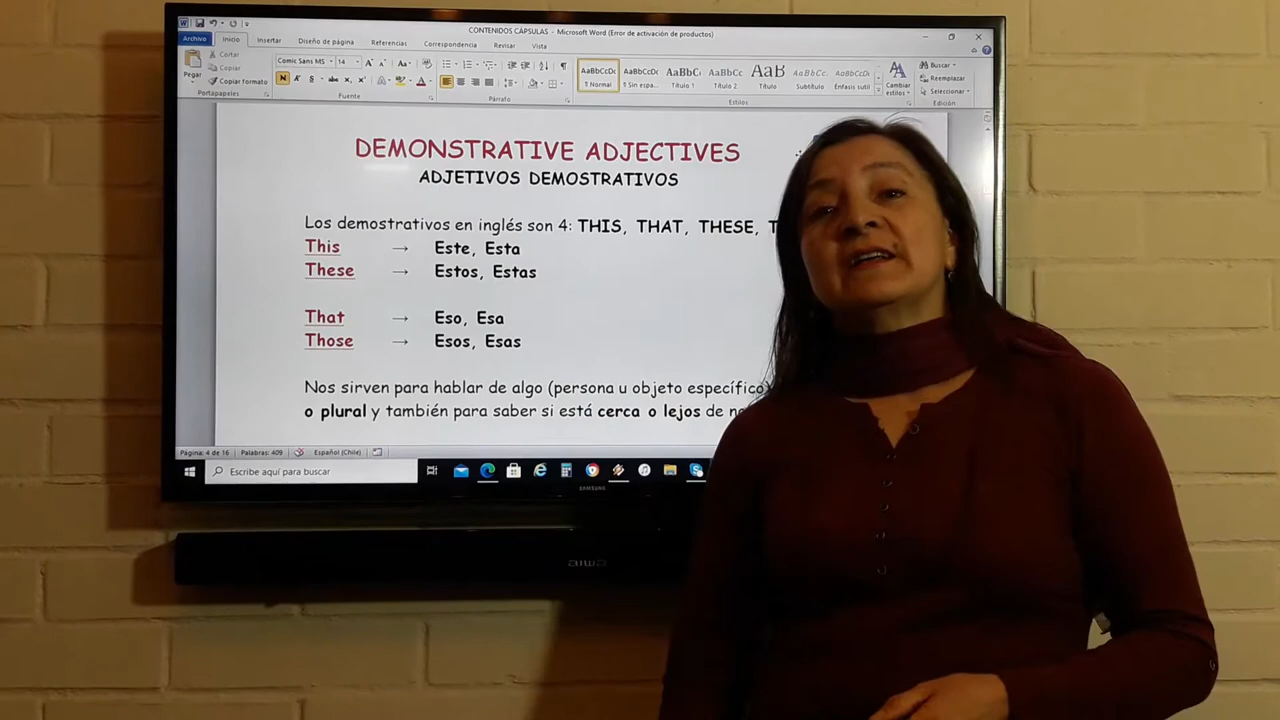 CONTENIDOS CÁPSULAS - Microsoft Word (Error de activación de productos)
Archivo Inicio Insertar Diseño de página Referencias Correspondencia Revisar Vista
Cortar
Copiar
Copiar formato
Pegar
Portapapeles
Comic Sans MS 14
Fuente
Párrafo
AaBbCcDc AaBbCcDc AaBbC AaBbCc AaB AaBbCc. AaBbCcDc
Normal Sin espa... Título 1 Título 2 Título Subtítulo Énfasis sutil
Cambiar estilos
Estilos
Buscar
Reemplazar
Seleccionar
Edición
DEMONSTRATIVE ADJECTIVES
ADJETIVOS DEMOSTRATIVOS
Los demostrativos en inglés son 4: THIS, THAT, THESE, T
This → Este, Esta
These → Estos, Estas
That → Eso, Esa
Those → Esos, Esas
Nos sirven para hablar de algo (persona u objeto específico)
o plural y también para saber si está cerca o lejos de
Página: 4 de 16 Palabras: 409 Español (Chile)
Escribe aquí para buscar
SAMSUNG
aiwa